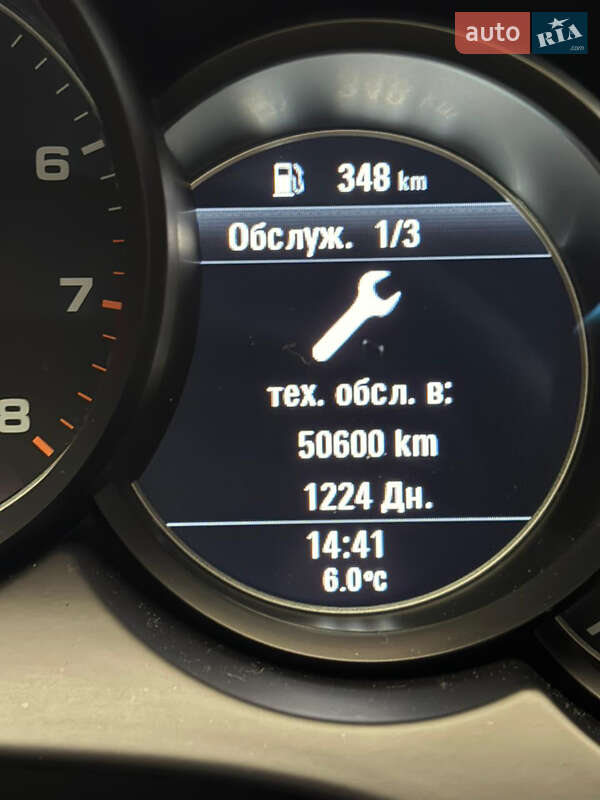 auto RIA .com
348 km
6
Обслуж. 1/3
7
тех. обсл. в:
8
50600 km
1224 Дн.
14:41
6.0°C